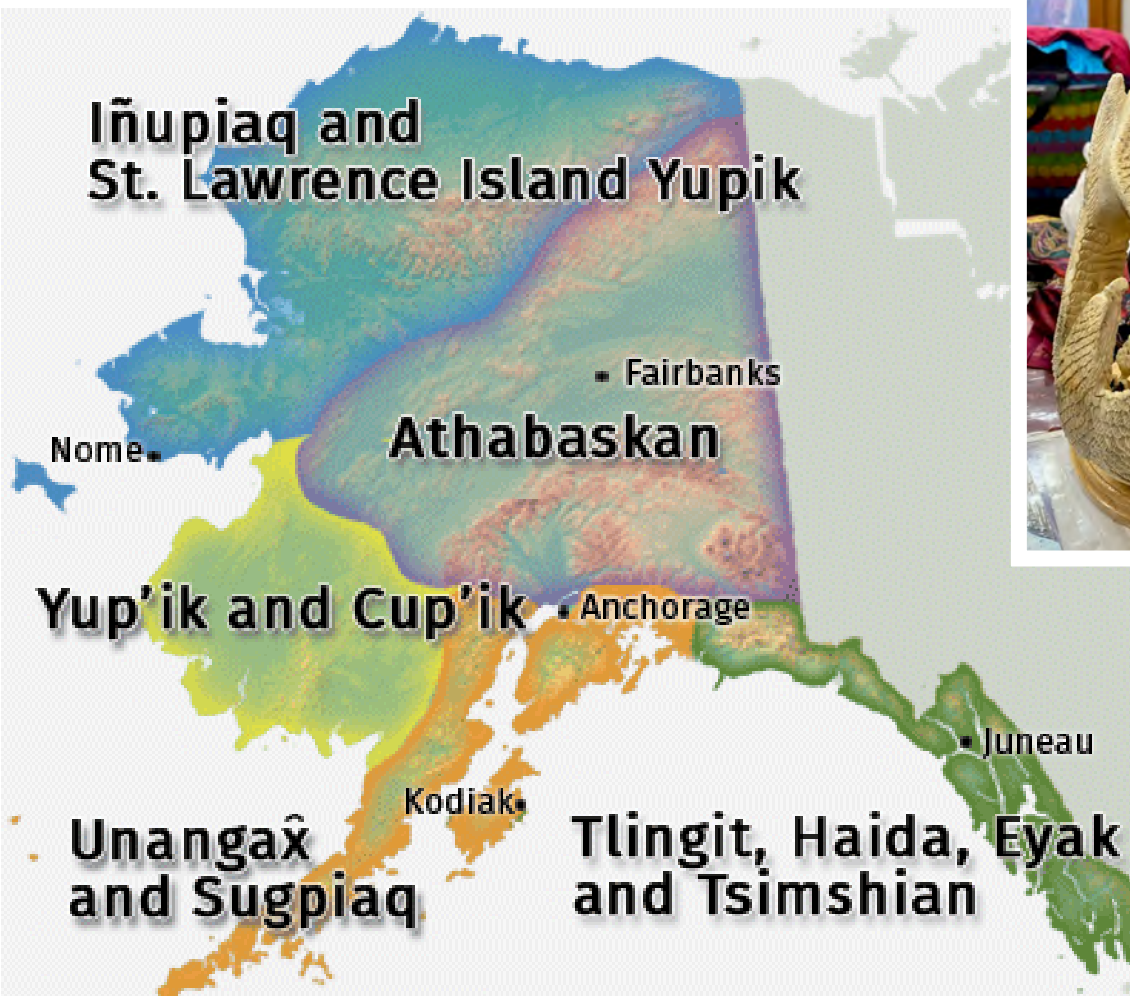 Iñupiaq and
St. Lawrence Island Yupik
Fairbanks
Athabaskan
Nome
Yup’ik and Cup’ik
Anchorage
Juneau
Kodiak
Unangax̂
and Sugpiaq
Tlingit, Haida, Eyak
and Tsimshian